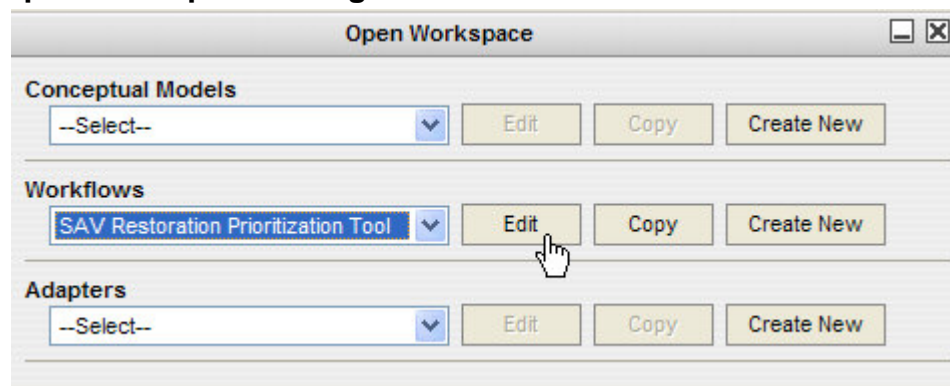 Open Workspace
Conceptual Models
--Select-- Edit Copy Create New
Workflows
SAV Restoration Prioritization Tool Edit Copy Create New
Adapters
--Select-- Edit Copy Create New